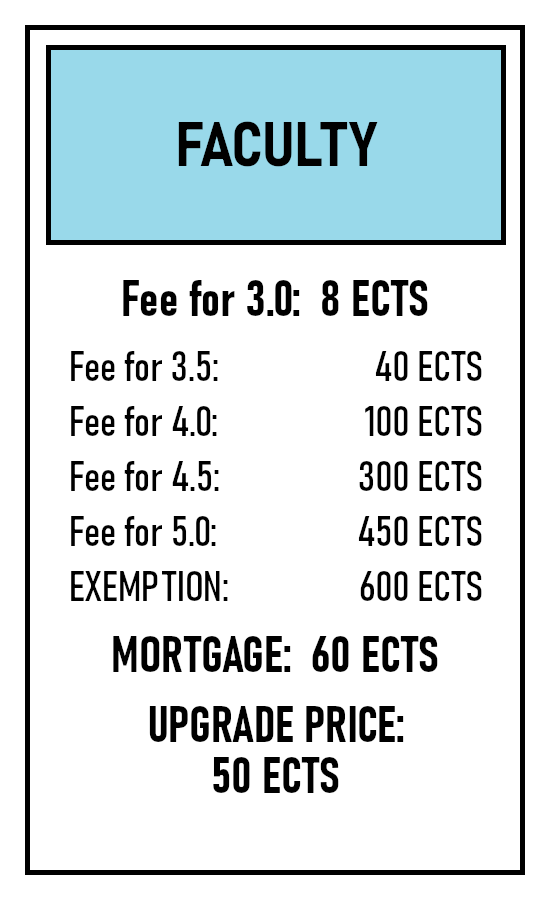 FACULTY
Fee for 3.0: 8 ECTS
Fee for 3.5: 40 ECTS
Fee for 4.0: 100 ECTS
Fee for 4.5: 300 ECTS
Fee for 5.0: 450 ECTS
EXEMPTION: 600 ECTS
MORTGAGE: 60 ECTS
UPGRADE PRICE:
50 ECTS